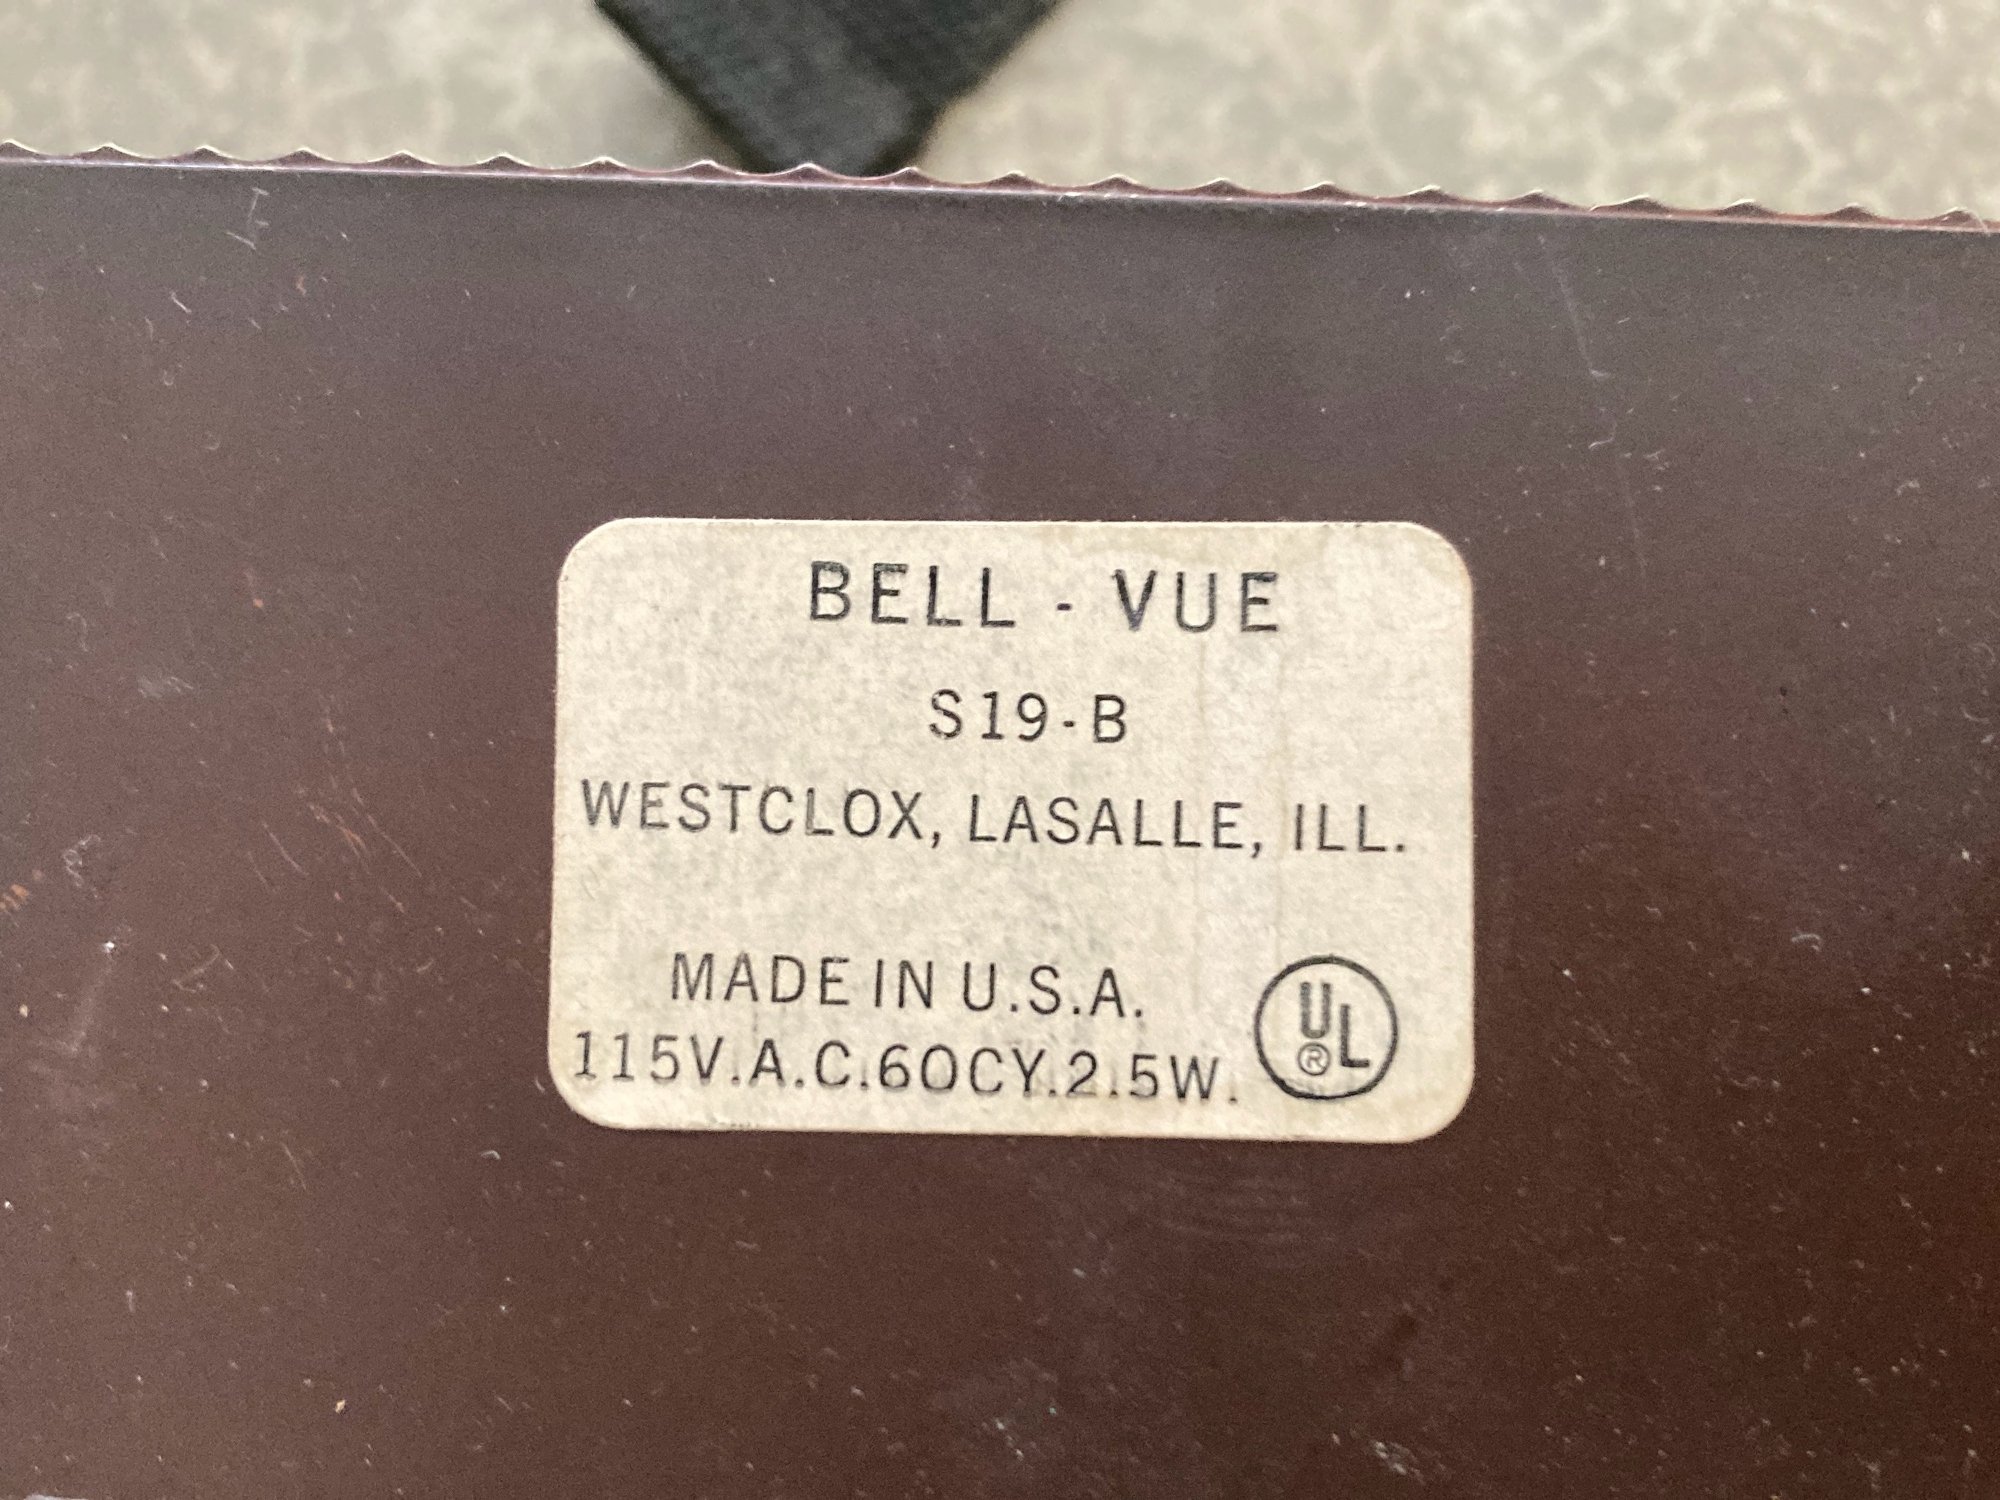 BELL - VUE
S19-B
WESTCLOX, LASALLE, ILL.
MADE IN U.S.A.
115V.A.C.60CY.2.5W.
UL®